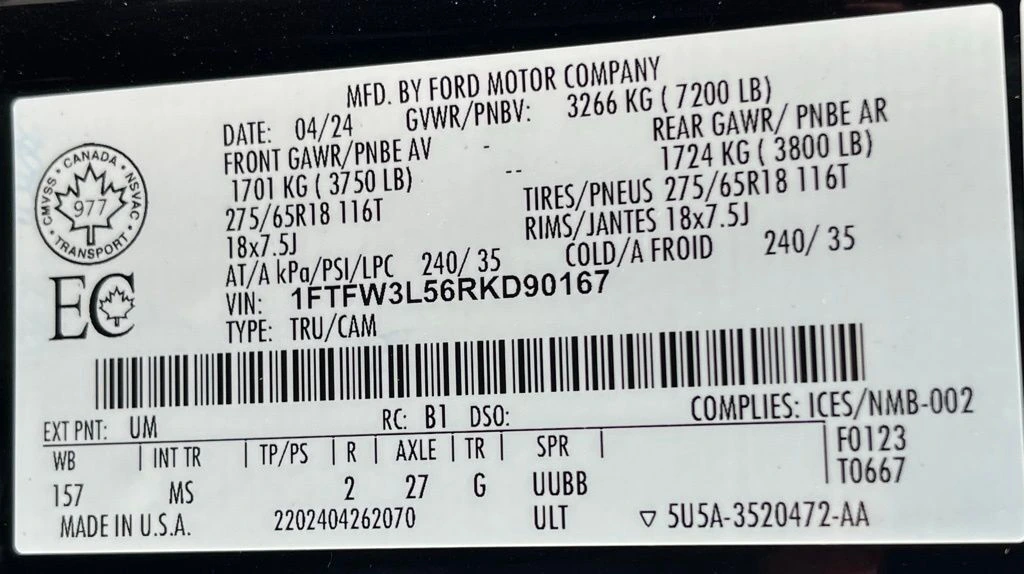 MFD. BY FORD MOTOR COMPANY
DATE: 04/24 GVWR/PNBV: 3266 KG ( 7200 LB)
FRONT GAWR/PNBE AV - REAR GAWR/ PNBE AR
1701 KG ( 3750 LB) -- 1724 KG ( 3800 LB)
275/65R18 116T TIRES/PNEUS 275/65R18 116T
18x7.5J RIMS/JANTES 18x7.5J
AT/A kPa/PSI/LPC 240/ 35 COLD/A FROID 240/ 35
VIN: 1FTFW3L56RKD90167
TYPE: TRU/CAM
CANADA
CMVSS · NSVAC
977
TRANSPORT
EC
EXT PNT: UM RC: B1 DSO: COMPLIES: ICES/NMB-002
WB | INT TR | TP/PS | R | AXLE | TR | SPR | F0123
T0667
157 MS 2 27 G UUBB
MADE IN U.S.A. 2202404262070 ULT ▽ 5U5A-3520472-AA